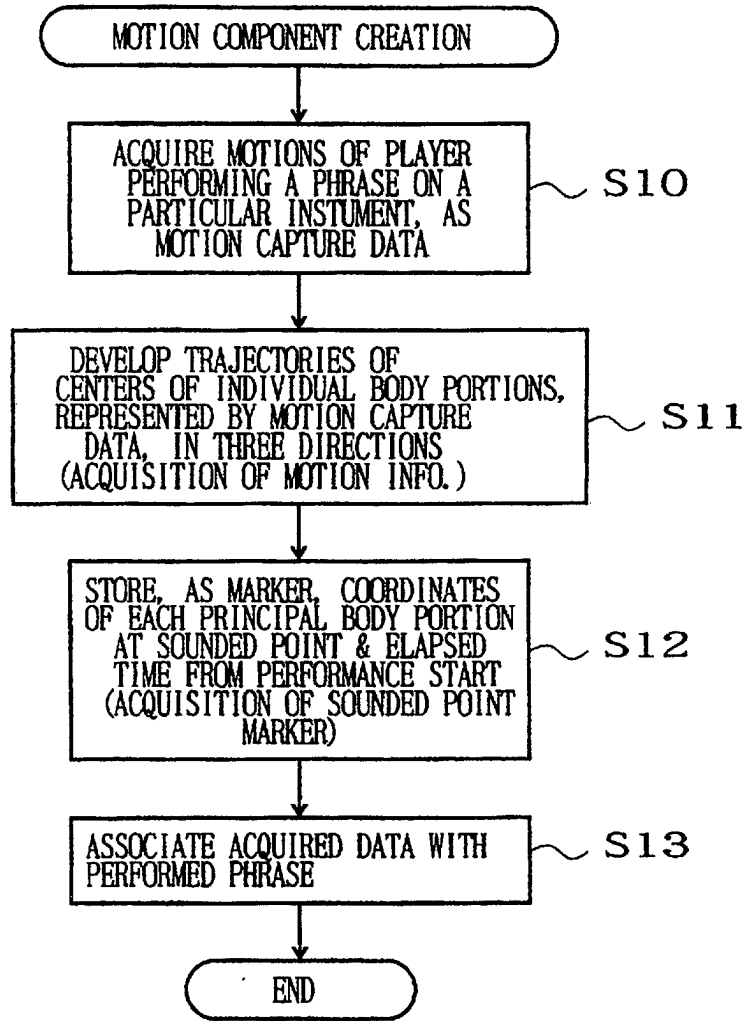 MOTION COMPONENT CREATION
ACQUIRE MOTIONS OF PLAYER
PERFORMING A PHRASE ON A
PARTICULAR INSTUMENT, AS
MOTION CAPTURE DATA
S10
DEVELOP TRAJECTORIES OF
CENTERS OF INDIVIDUAL BODY PORTIONS,
REPRESENTED BY MOTION CAPTURE
DATA, IN THREE DIRECTIONS
(ACQUISITION OF MOTION INFO.)
S11
STORE, AS MARKER, COORDINATES
OF EACH PRINCIPAL BODY PORTION
AT SOUNDED POINT & ELAPSED
TIME FROM PERFORMANCE START
(ACQUISITION OF SOUNDED POINT
MARKER)
S12
ASSOCIATE ACQUIRED DATA WITH
PERFORMED PHRASE
S13
END